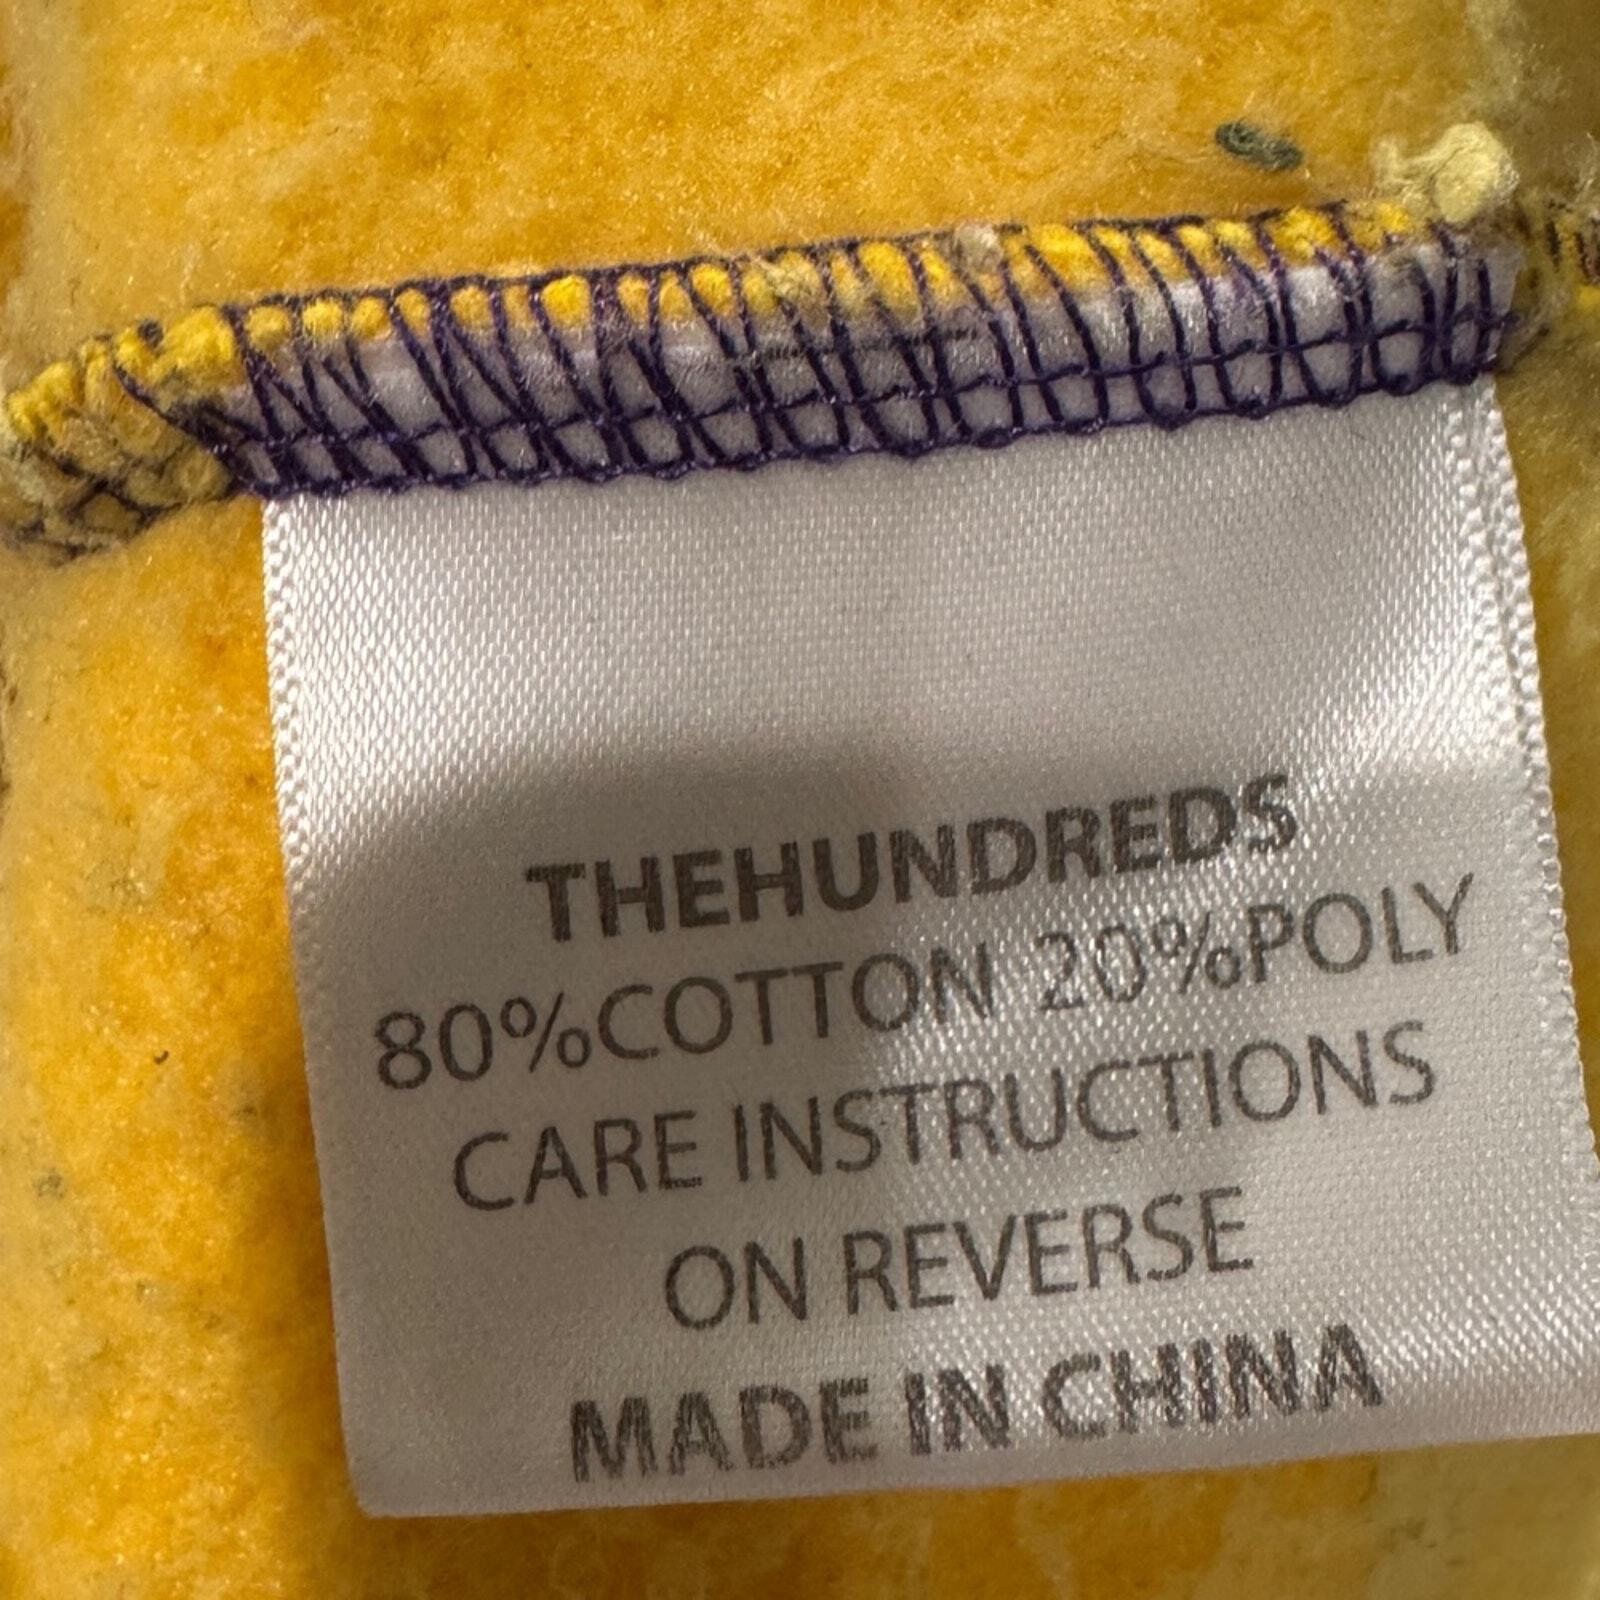 THEHUNDREDS
80%COTTON 20%POLY
CARE INSTRUCTIONS
ON REVERSE
MADE IN CHINA